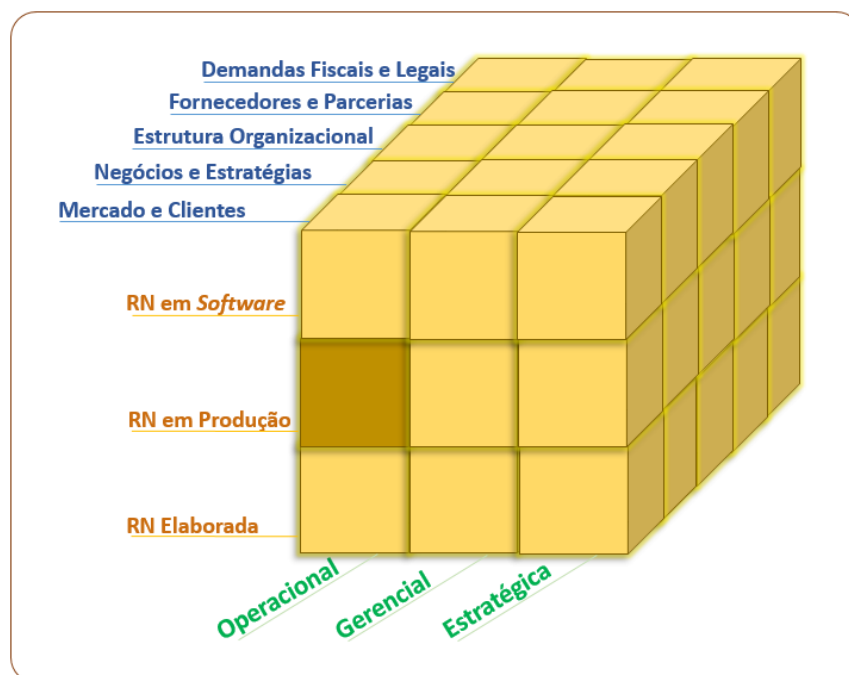 Demandas Fiscais e Legais
Fornecedores e Parcerias
Estrutura Organizacional
Negócios e Estratégias
Mercado e Clientes
RN em Software
RN em Produção
RN Elaborada
Operacional
Gerencial
Estratégica